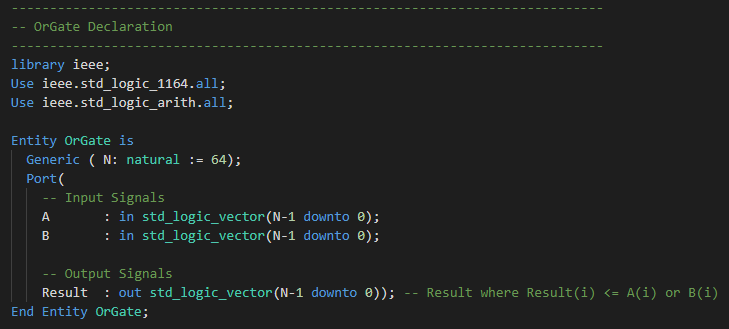 ---------------------------------------------------------------------------
-- OrGate Declaration
---------------------------------------------------------------------------
library ieee;
Use ieee.std_logic_1164.all;
Use ieee.std_logic_arith.all;

Entity OrGate is
  Generic ( N: natural := 64);
  Port(
    -- Input Signals
    A       : in std_logic_vector(N-1 downto 0);
    B       : in std_logic_vector(N-1 downto 0);

    -- Output Signals
    Result  : out std_logic_vector(N-1 downto 0)); -- Result where Result(i) <= A(i) or B(i)
End Entity OrGate;